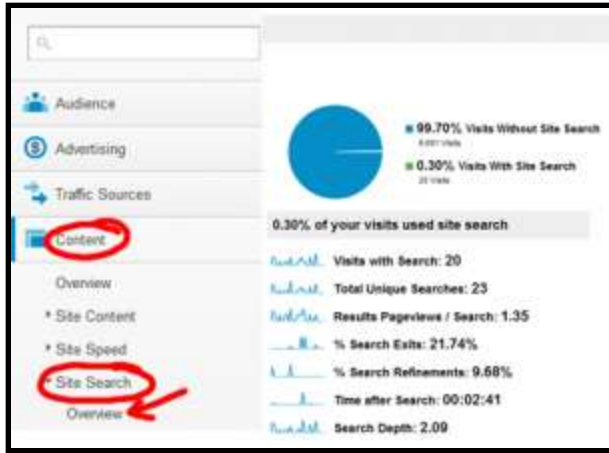 Audience
Advertising
Traffic Sources
Content
Overview
Site Content
Site Speed
Site Search
Overview
99.70% Visits Without Site Search
Visits
0.30% Visits With Site Search
20 Visits
0.30% of your visits used site search
Visits with Search: 20
Total Unique Searches: 23
Results Pageviews / Search: 1.35
% Search Exits: 21.74%
% Search Refinements: 9.68%
Time after Search: 00:02:41
Search Depth: 2.09